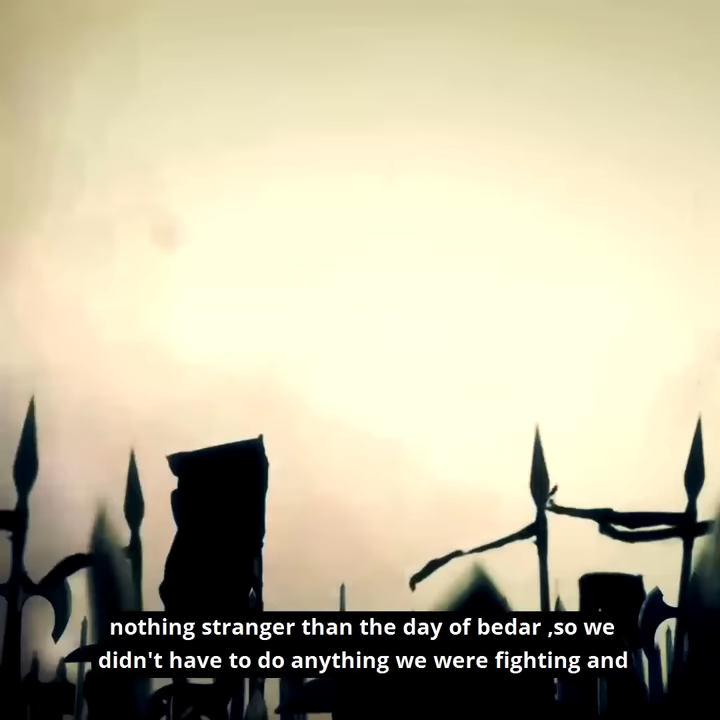 nothing stranger than the day of bedar ,so we
didn't have to do anything we were fighting and